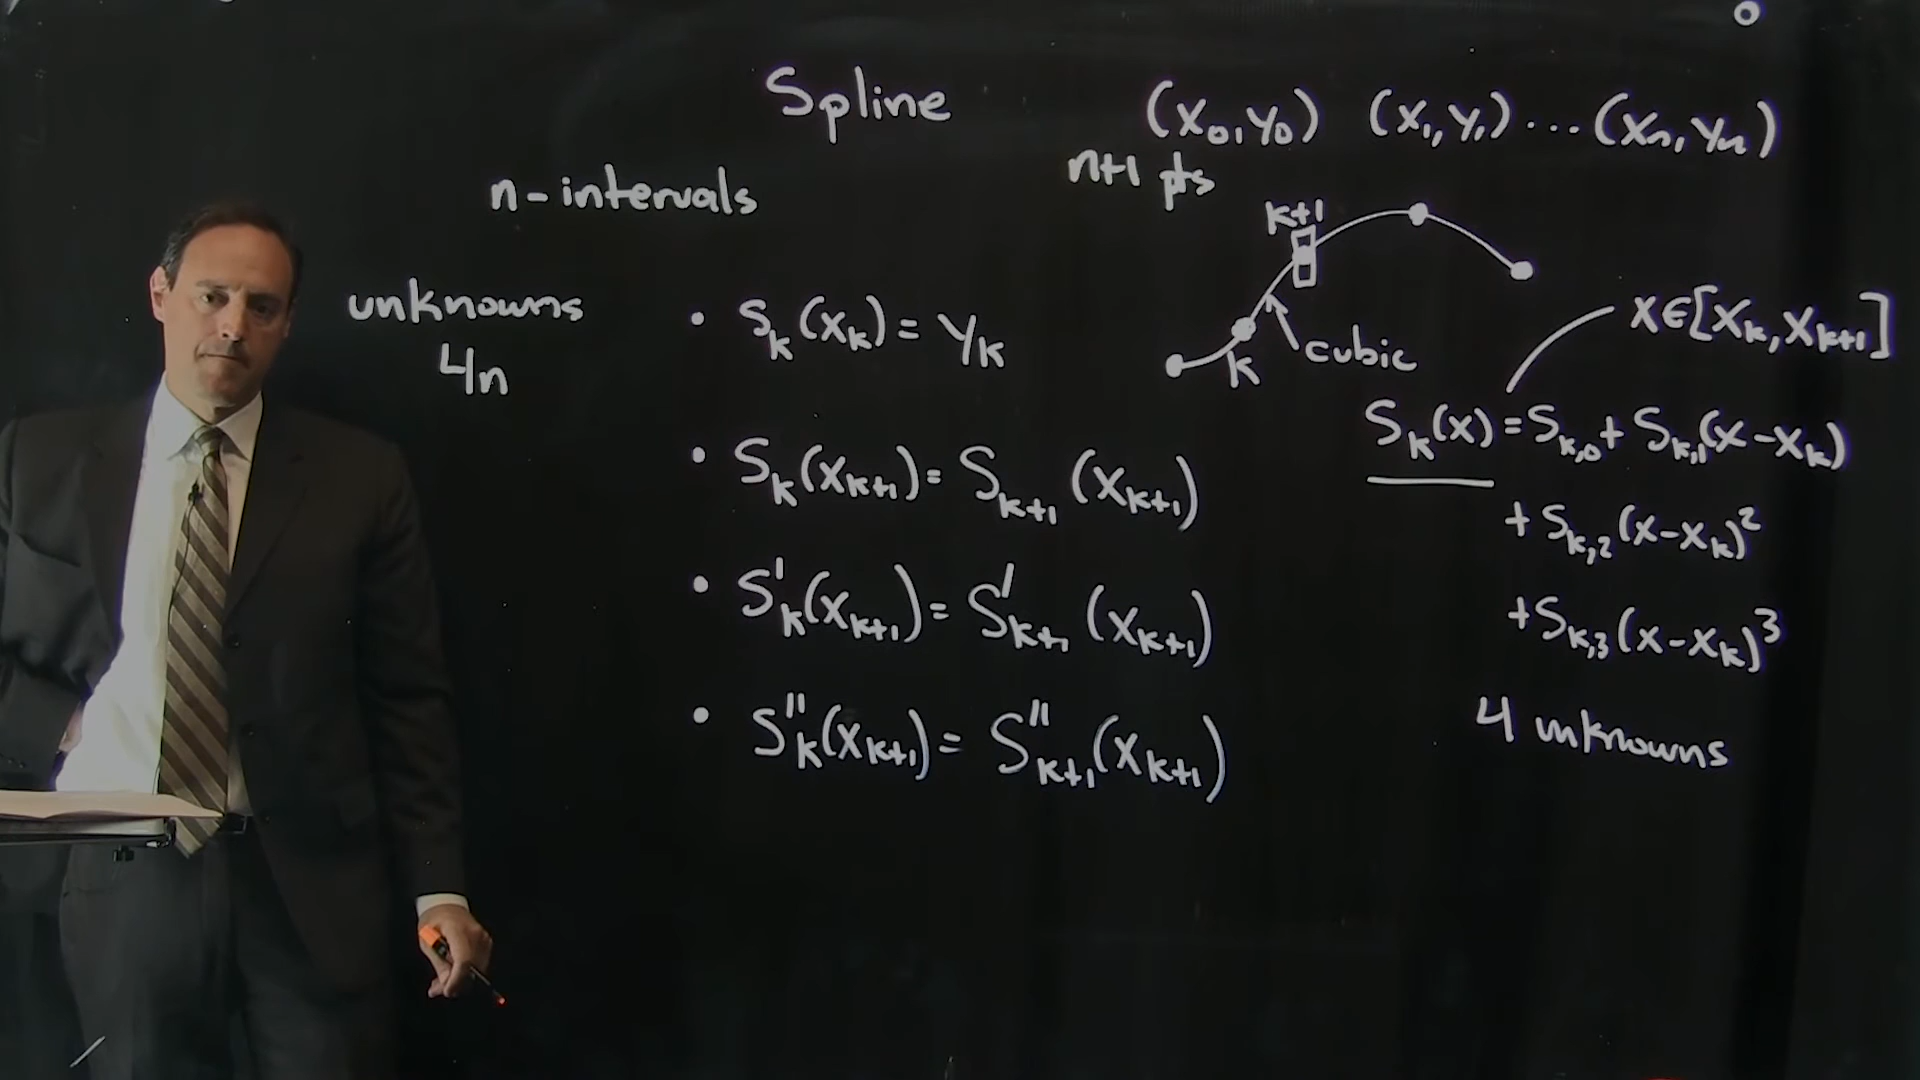 Spline
(x₀,y₀) (x₁,y₁)...(xₙ,yₙ)
n+1 pts
n-intervals
k+1
k
cubic
unknowns
4n
• Sₖ(xₖ) = yₖ
• Sₖ(xₖ₊₁) = Sₖ₊₁(xₖ₊₁)
• S'ₖ(xₖ₊₁) = S'ₖ₊₁(xₖ₊₁)
• S''ₖ(xₖ₊₁) = S''ₖ₊₁(xₖ₊₁)
x∈[xₖ,xₖ₊₁]
Sₖ(x) = Sₖ,₀ + Sₖ,₁(x-xₖ)
+ Sₖ,₂(x-xₖ)²
+ Sₖ,₃(x-xₖ)³
4 unknowns